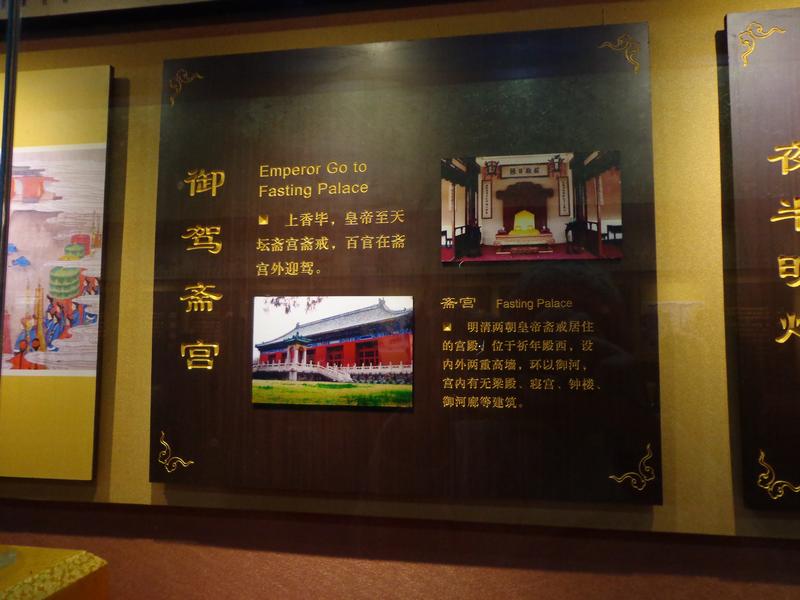 御驾斋宫
Emperor Go to
Fasting Palace
上香毕，皇帝至天
坛斋宫斋戒，百官在斋
宫外迎驾。
斋宫 Fasting Palace
明清两朝皇帝斋戒居住
的宫殿，位于祈年殿西，设
内外两重高墙，环以御河，
宫内有无梁殿、寝宫、钟楼、
御河廊等建筑。
夜半明灯